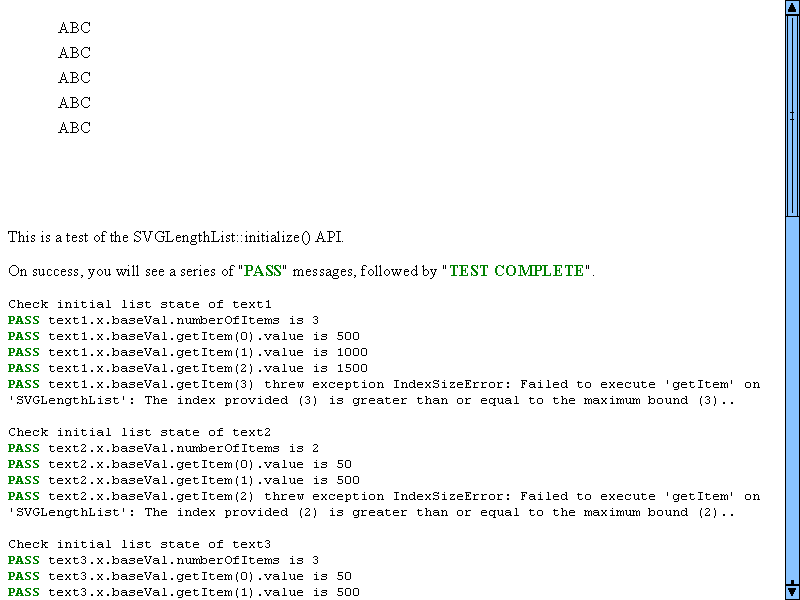 ABC
ABC
ABC
ABC
ABC
This is a test of the SVGLengthList::initialize() API.
On success, you will see a series of "PASS" messages, followed by "TEST COMPLETE".
Check initial list state of text1
PASS text1.x.baseVal.numberOfItems is 3
PASS text1.x.baseVal.getItem(0).value is 500
PASS text1.x.baseVal.getItem(1).value is 1000
PASS text1.x.baseVal.getItem(2).value is 1500
PASS text1.x.baseVal.getItem(3) threw exception IndexSizeError: Failed to execute 'getItem' on
'SVGLengthList': The index provided (3) is greater than or equal to the maximum bound (3)..
Check initial list state of text2
PASS text2.x.baseVal.numberOfItems is 2
PASS text2.x.baseVal.getItem(0).value is 50
PASS text2.x.baseVal.getItem(1).value is 500
PASS text2.x.baseVal.getItem(2) threw exception IndexSizeError: Failed to execute 'getItem' on
'SVGLengthList': The index provided (2) is greater than or equal to the maximum bound (2)..
Check initial list state of text3
PASS text3.x.baseVal.numberOfItems is 3
PASS text3.x.baseVal.getItem(0).value is 50
PASS text3.x.baseVal.getItem(1).value is 500